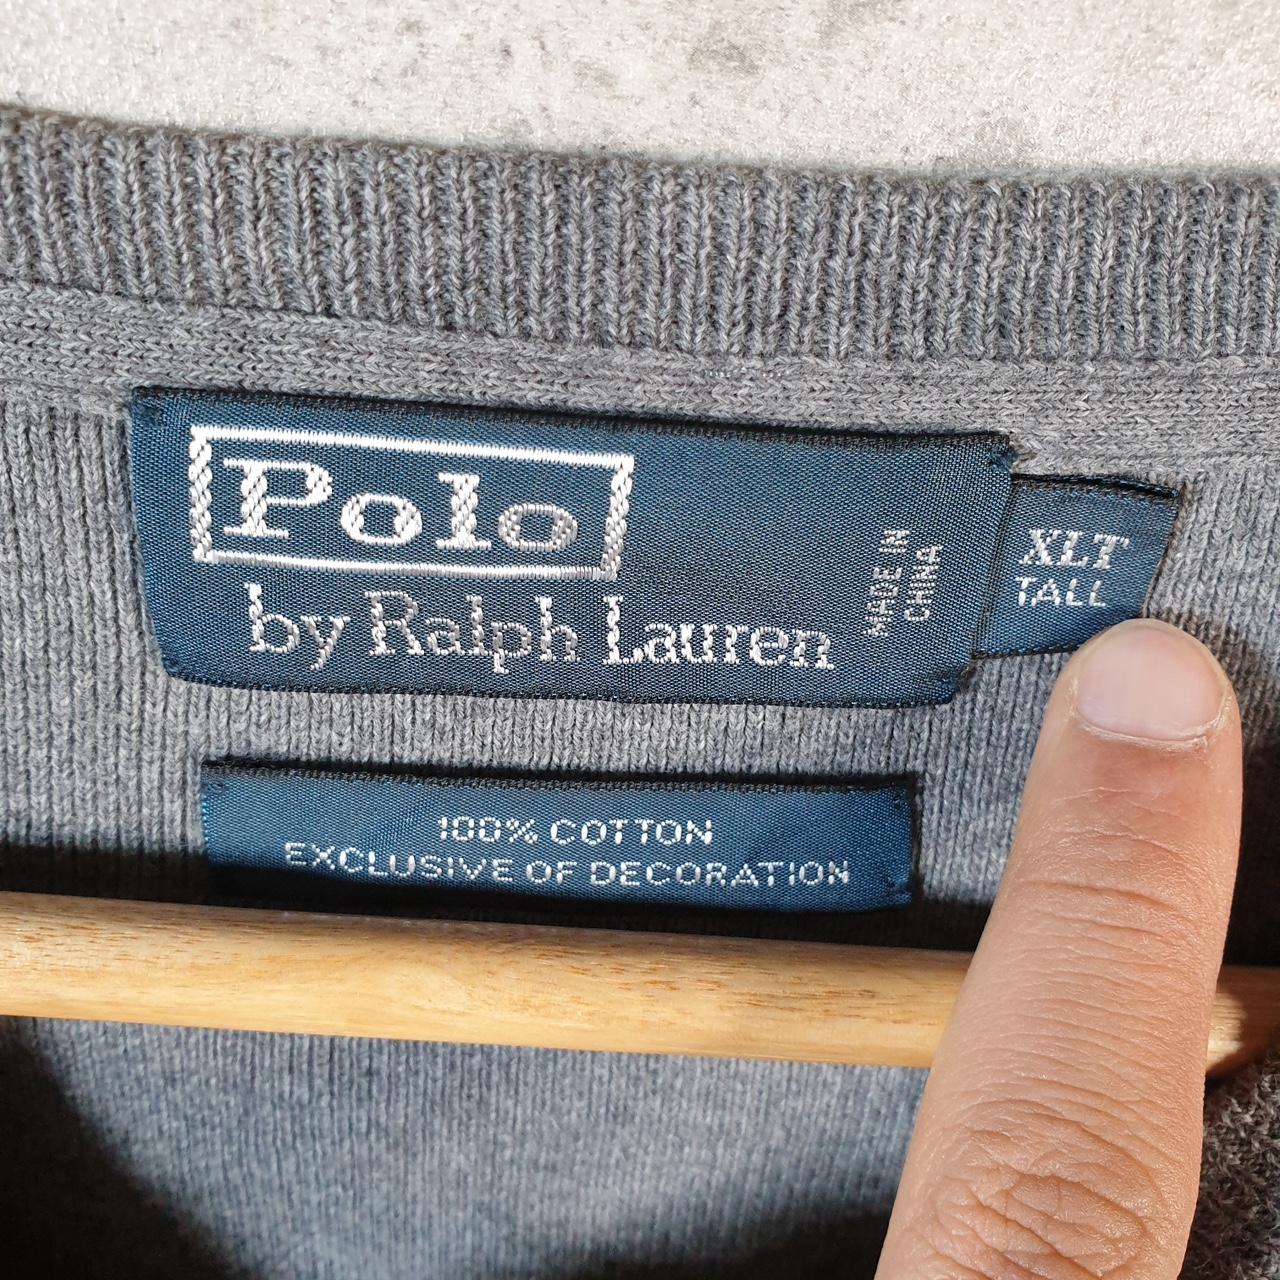 Polo
by Ralph Lauren
MADE IN
CHINA
XLT
TALL
100% COTTON
EXCLUSIVE OF DECORATION